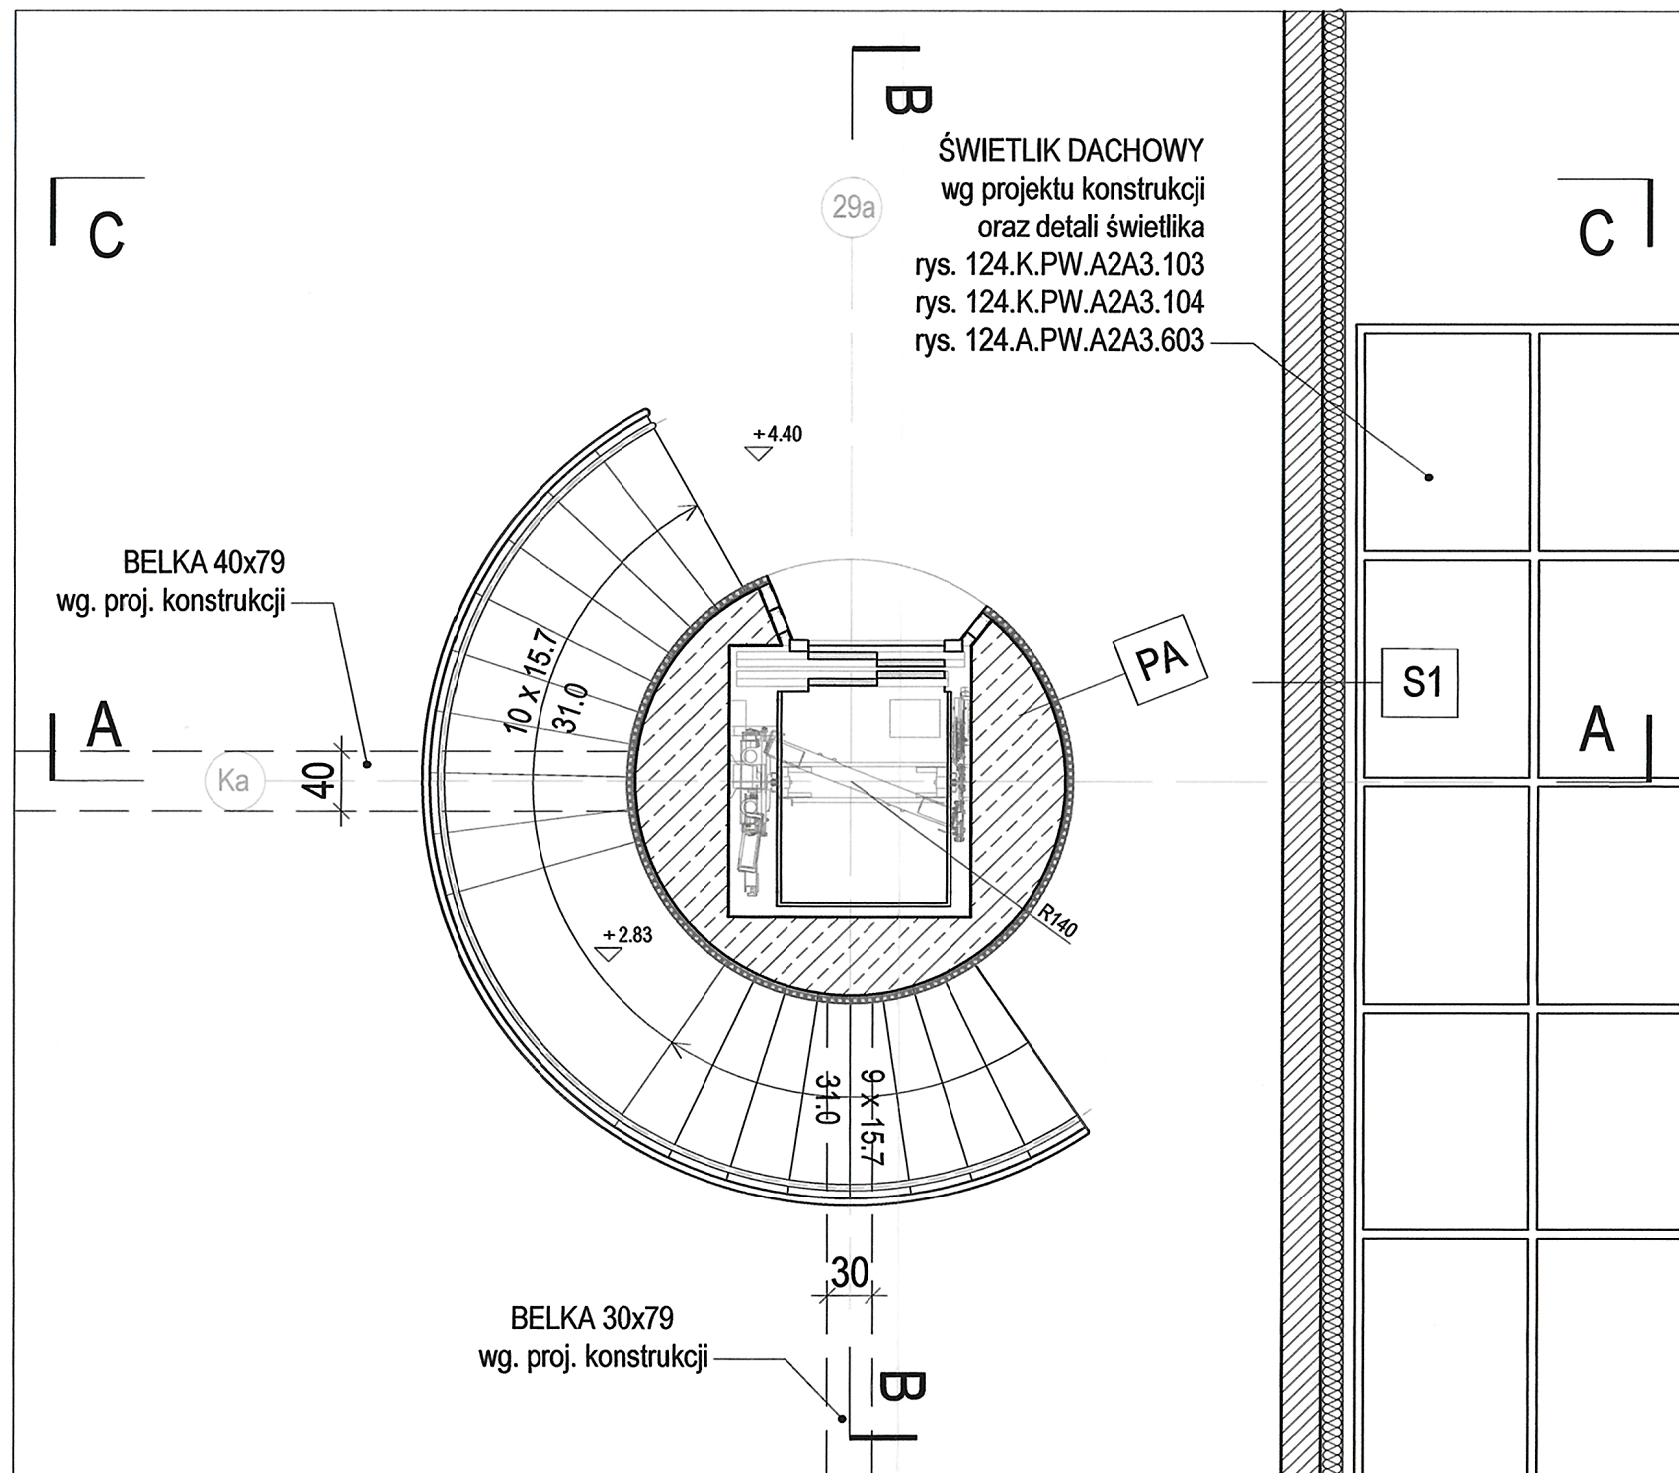 B
29a
ŚWIETLIK DACHOWY
wg projektu konstrukcji
oraz detali świetlika
rys. 124.K.PW.A2A3.103
rys. 124.K.PW.A2A3.104
rys. 124.A.PW.A2A3.603
C
C
+4.40
BELKA 40x79
wg. proj. konstrukcji
10 x 15.7
31.0
PA
S1
A
A
Ka
40
R140
+2.83
31.0
9 x 15.7
30
BELKA 30x79
wg. proj. konstrukcji
B